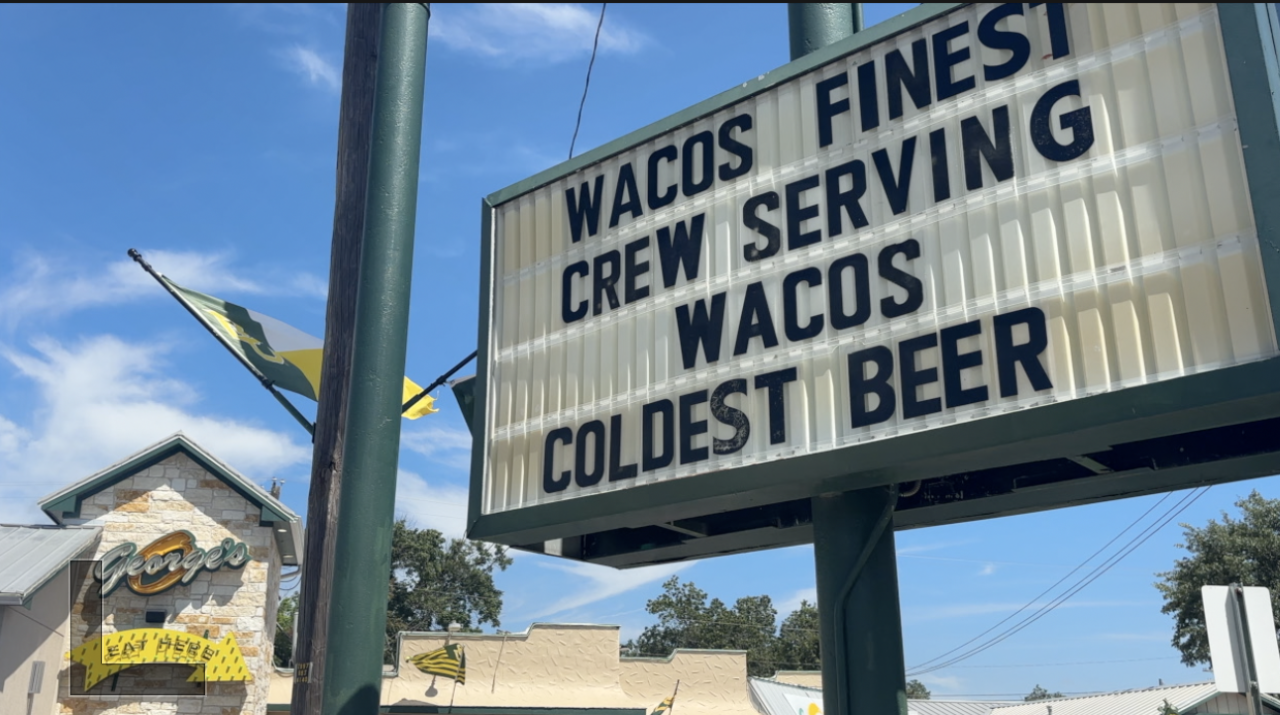 WACOS FINEST
CREW SERVING
WACOS
COLDEST BEER
George's
EAT HERE